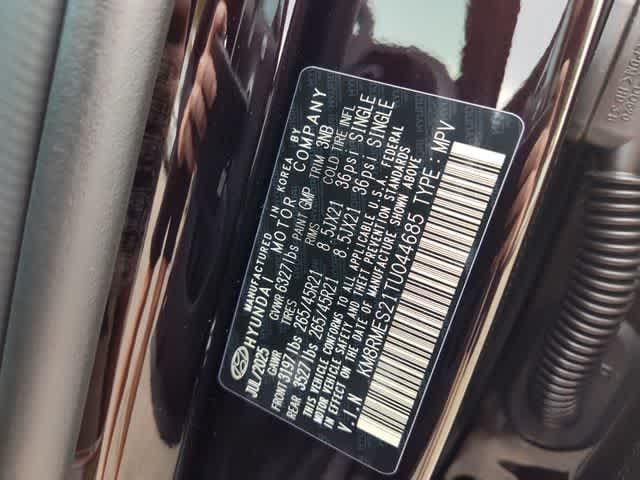 MANUFACTURED IN KOREA BY
HYUNDAI MOTOR COMPANY
JUL/2025 GVWR 6327lbs PAINT GMP TRIM 3NB
GAWR TIRES RIMS COLD TIRE INFL
FRONT 3197lbs 265/45R21 8.5JX21 36psi SINGLE
REAR 3527lbs 265/45R21 8.5JX21 36psi SINGLE
THIS VEHICLE CONFORMS TO ALL APPLICABLE U.S. FEDERAL
MOTOR VEHICLE SAFETY AND THEFT PREVENTION STANDARDS
IN EFFECT ON THE DATE OF MANUFACTURE SHOWN ABOVE
V.I.N KM8RMES21TU044685 TYPE : MPV